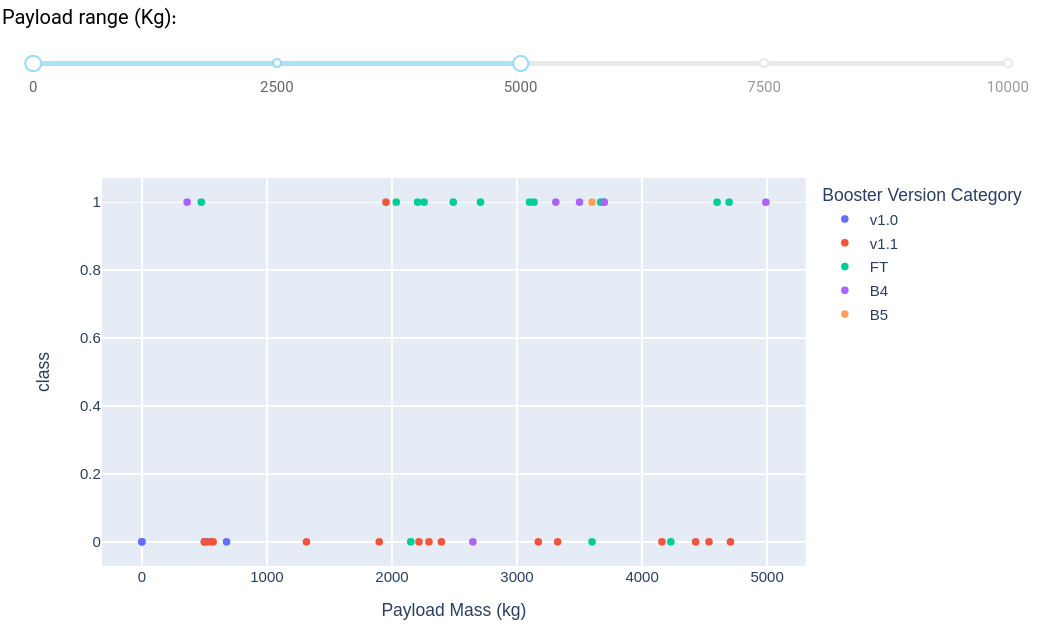 Payload range (Kg):
0 2500 5000 7500 10000
Booster Version Category
v1.0
v1.1
FT
B4
B5
1
0.8
0.6
0.4
0.2
0
class
0 1000 2000 3000 4000 5000
Payload Mass (kg)